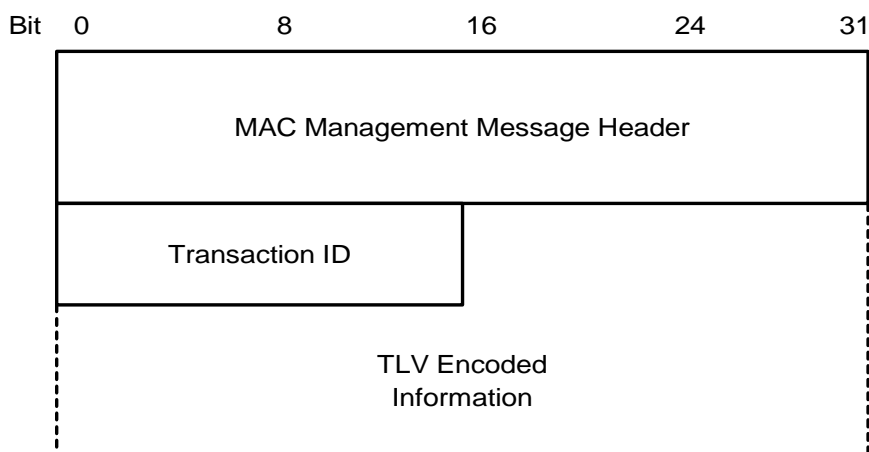 Bit 0 8 16 24 31
MAC Management Message Header
Transaction ID
TLV Encoded
Information